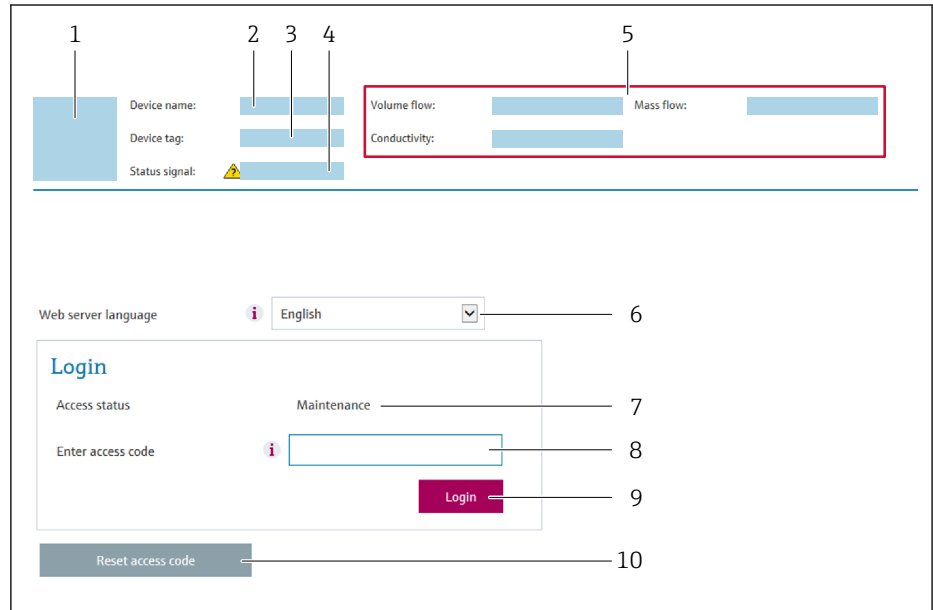 1 2 3 4 5
Device name: Volume flow: Mass flow:
Device tag: Conductivity:
Status signal: ?
Web server language i English 6
Login
Access status Maintenance 7
Enter access code i 8
Login 9
Reset access code 10